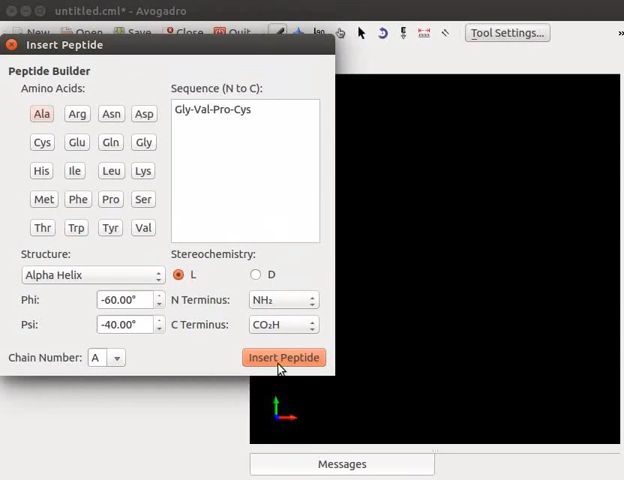 untitled.cml* - Avogadro
New Open Save Close Quit Tool Settings...
Insert Peptide
Peptide Builder
Amino Acids: Sequence (N to C):
Ala Arg Asn Asp Gly-Val-Pro-Cys
Cys Glu Gln Gly
His Ile Leu Lys
Met Phe Pro Ser
Thr Trp Tyr Val
Structure: Stereochemistry:
Alpha Helix L D
Phi: -60.00° N Terminus: NH₂
Psi: -40.00° C Terminus: CO₂H
Chain Number: A Insert Peptide
Messages